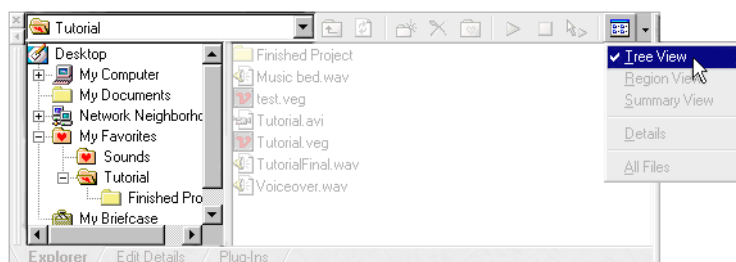 Tutorial
Desktop
My Computer
My Documents
Network Neighborho
My Favorites
Sounds
Tutorial
Finished Pro
My Briefcase
Finished Project
Music bed.wav
test.veg
Tutorial.avi
Tutorial.veg
TutorialFinal.wav
Voiceover.wav
Tree View
Region View
Summary View
Details
All Files
Explorer
Edit Details
Plug-Ins